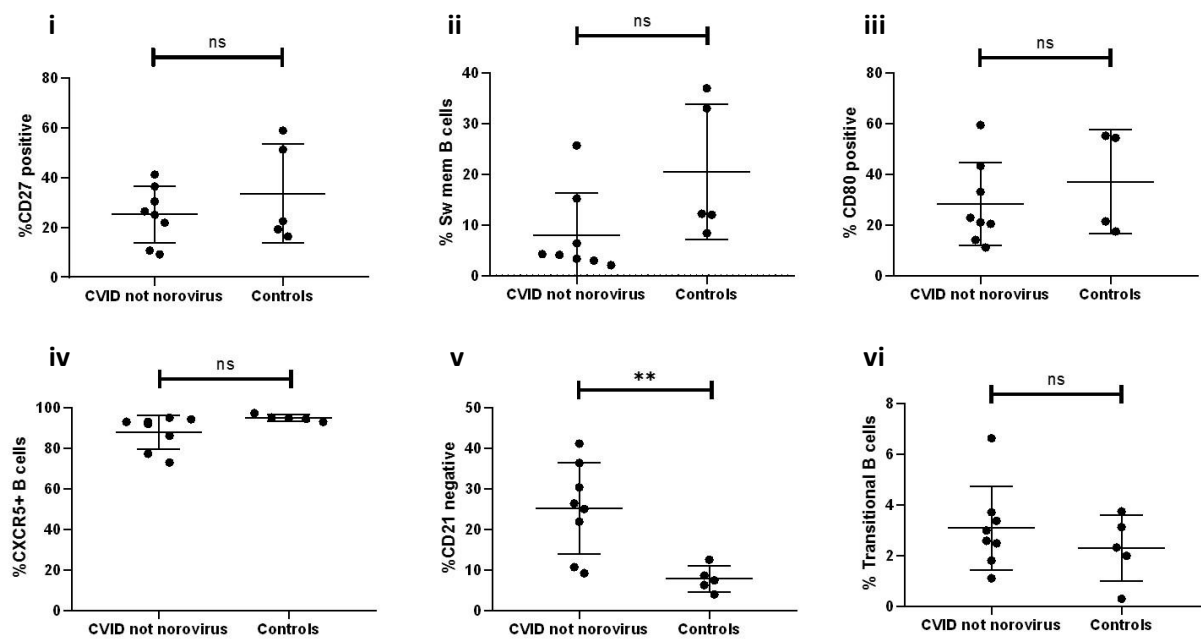 i
ns
%CD27 positive
80
60
40
20
0
CVID not norovirus
Controls
ii
ns
% Sw mem B cells
40
30
20
10
0
CVID not norovirus
Controls
iii
ns
% CD80 positive
80
60
40
20
0
CVID not norovirus
Controls
iv
ns
%CXCR5+ B cells
100
80
60
40
20
0
CVID not norovirus
Controls
v
**
%CD21 negative
50
40
30
20
10
0
CVID not norovirus
Controls
vi
ns
% Transitional B cells
8
6
4
2
0
CVID not norovirus
Controls